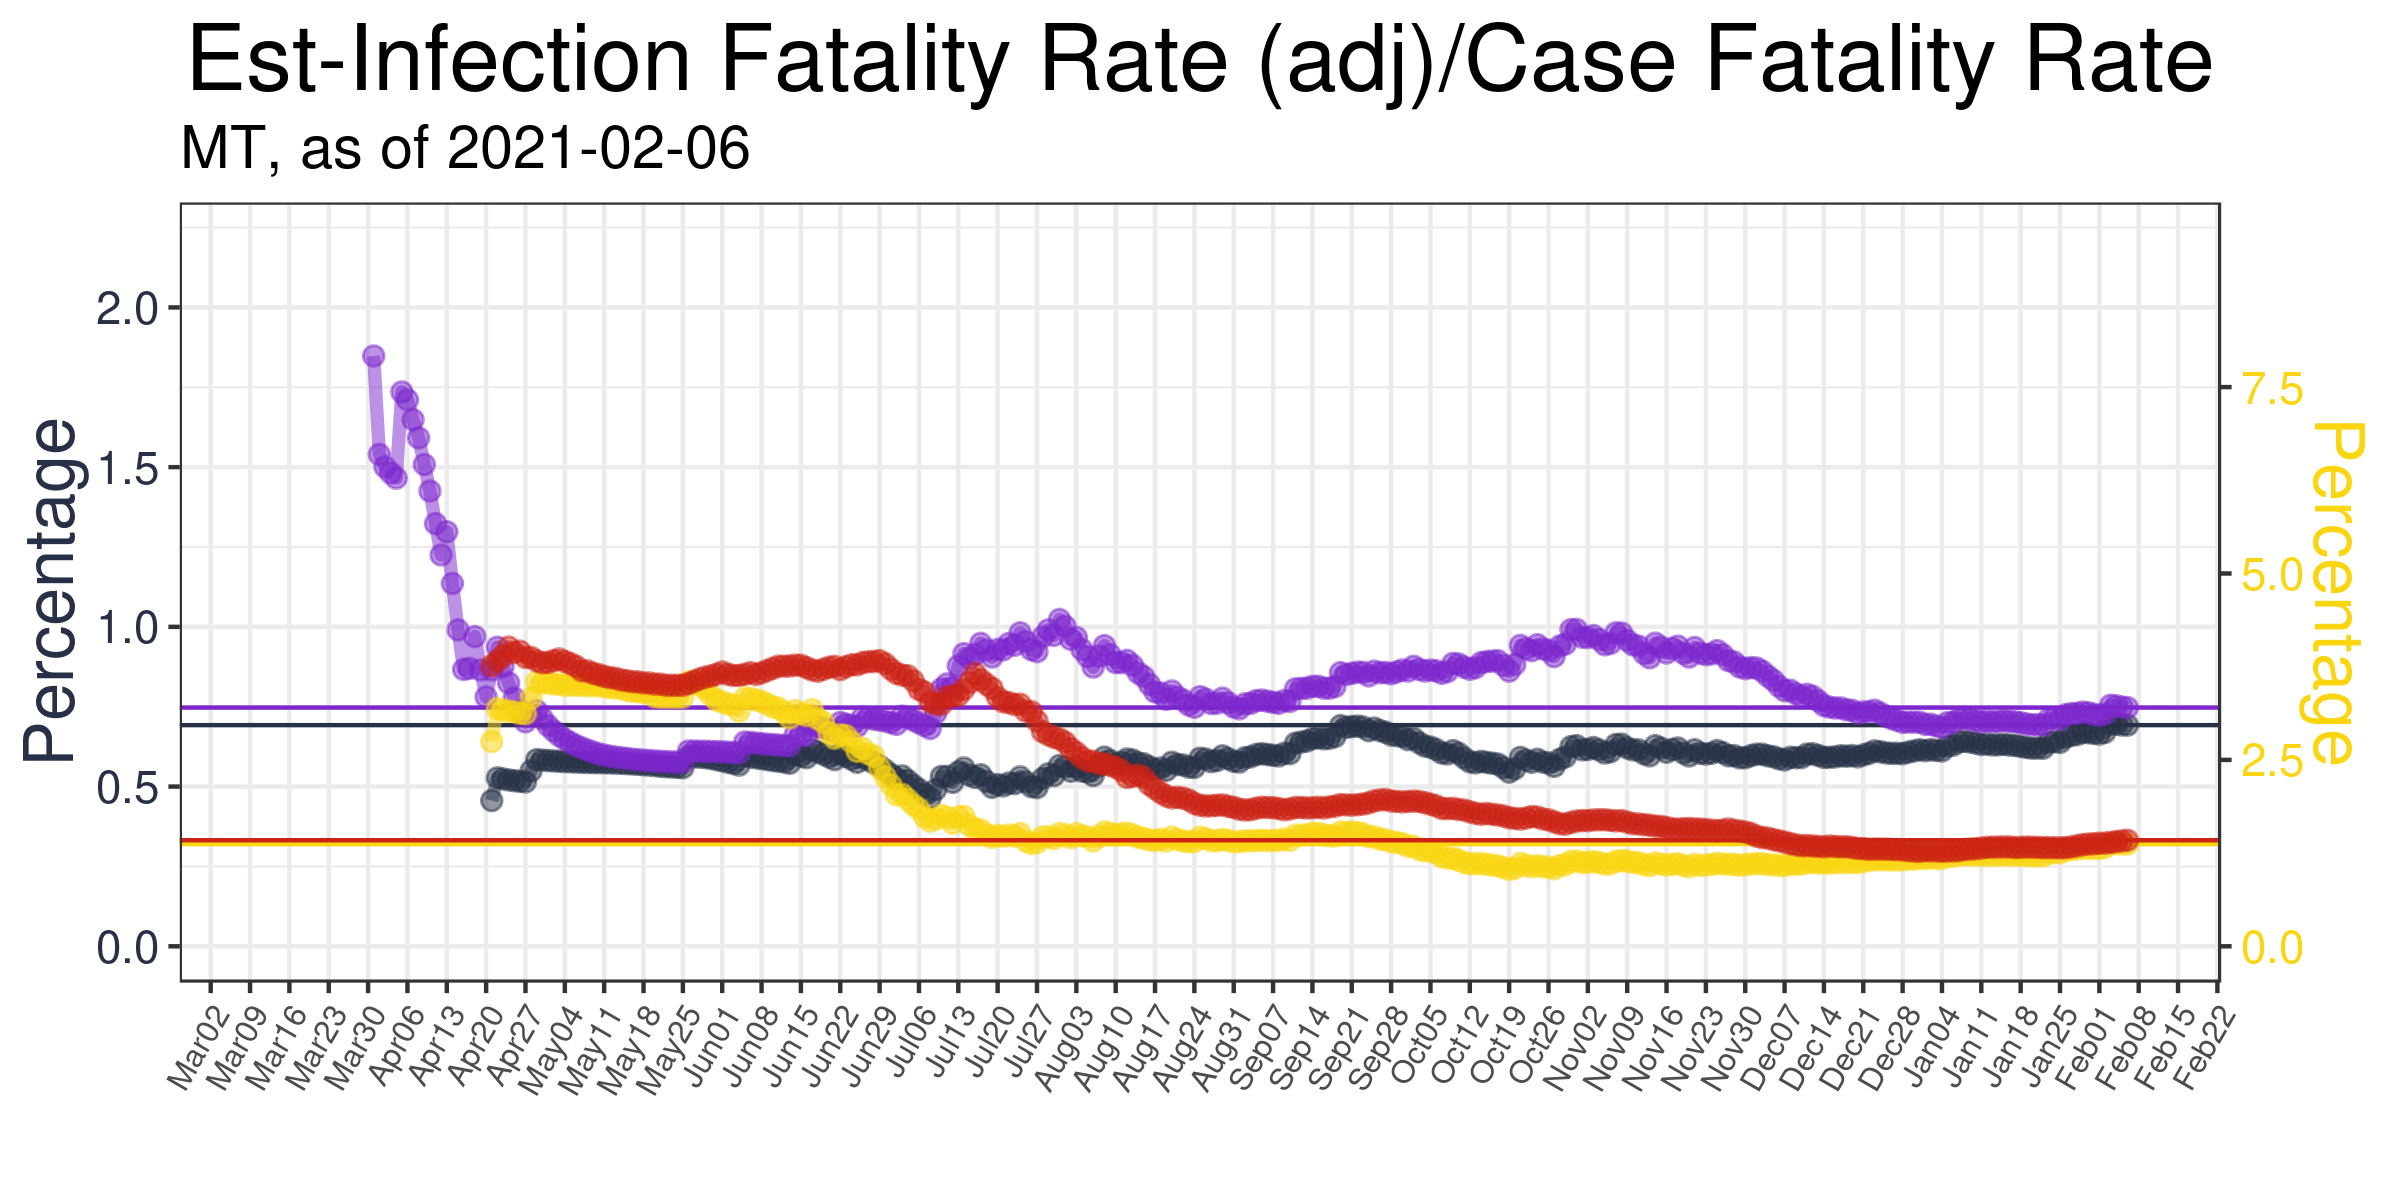 Est-Infection Fatality Rate (adj)/Case Fatality Rate
MT, as of 2021-02-06
Percentage
2.0
1.5
1.0
0.5
0.0
7.5
5.0
2.5
0.0
Percentage
Mar02 Mar09 Mar16 Mar23 Mar30 Apr06 Apr13 Apr20 Apr27 May04 May11 May18 May25 Jun01 Jun08 Jun15 Jun22 Jun29 Jul06 Jul13 Jul20 Jul27 Aug03 Aug10 Aug17 Aug24 Aug31 Sep07 Sep14 Sep21 Sep28 Oct05 Oct12 Oct19 Oct26 Nov02 Nov09 Nov16 Nov23 Nov30 Dec07 Dec14 Dec21 Dec28 Jan04 Jan11 Jan18 Jan25 Feb01 Feb08 Feb15 Feb22